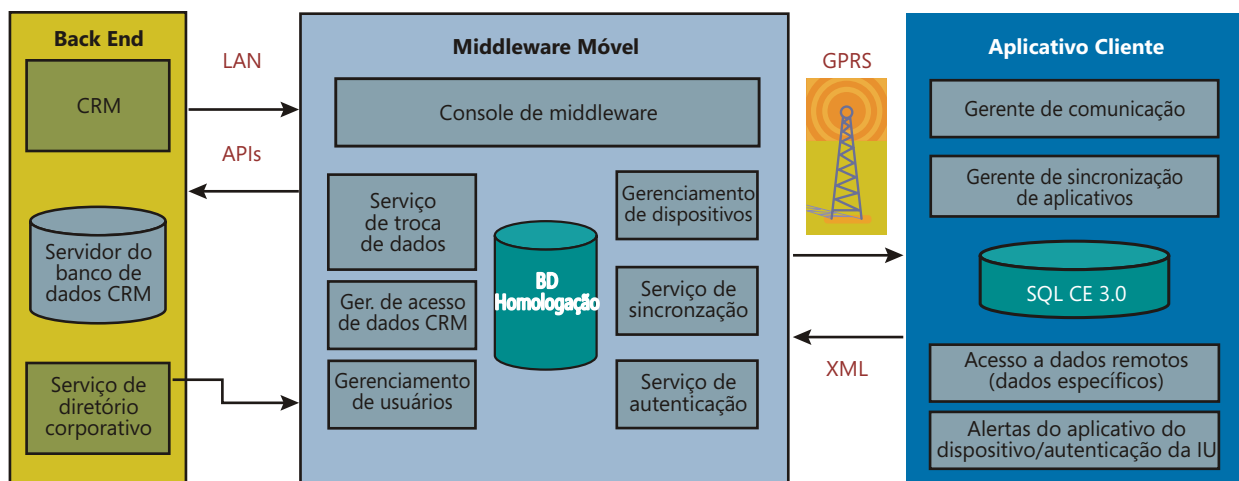 Back End
CRM
Servidor do
banco de
dados CRM
Serviço de
diretório
corporativo
LAN
APIs
Middleware Móvel
Console de middleware
Serviço
de troca
de dados
Ger. de acesso
de dados CRM
Gerenciamento
de usuários
BD
Homologação
Gerenciamento
de dispositivos
Serviço de
sincronzação
Serviço de
autenticação
GPRS
XML
Aplicativo Cliente
Gerente de comunicação
Gerente de sincronização
de aplicativos
SQL CE 3.0
Acesso a dados remotos
(dados específicos)
Alertas do aplicativo do
dispositivo/autenticação da IU